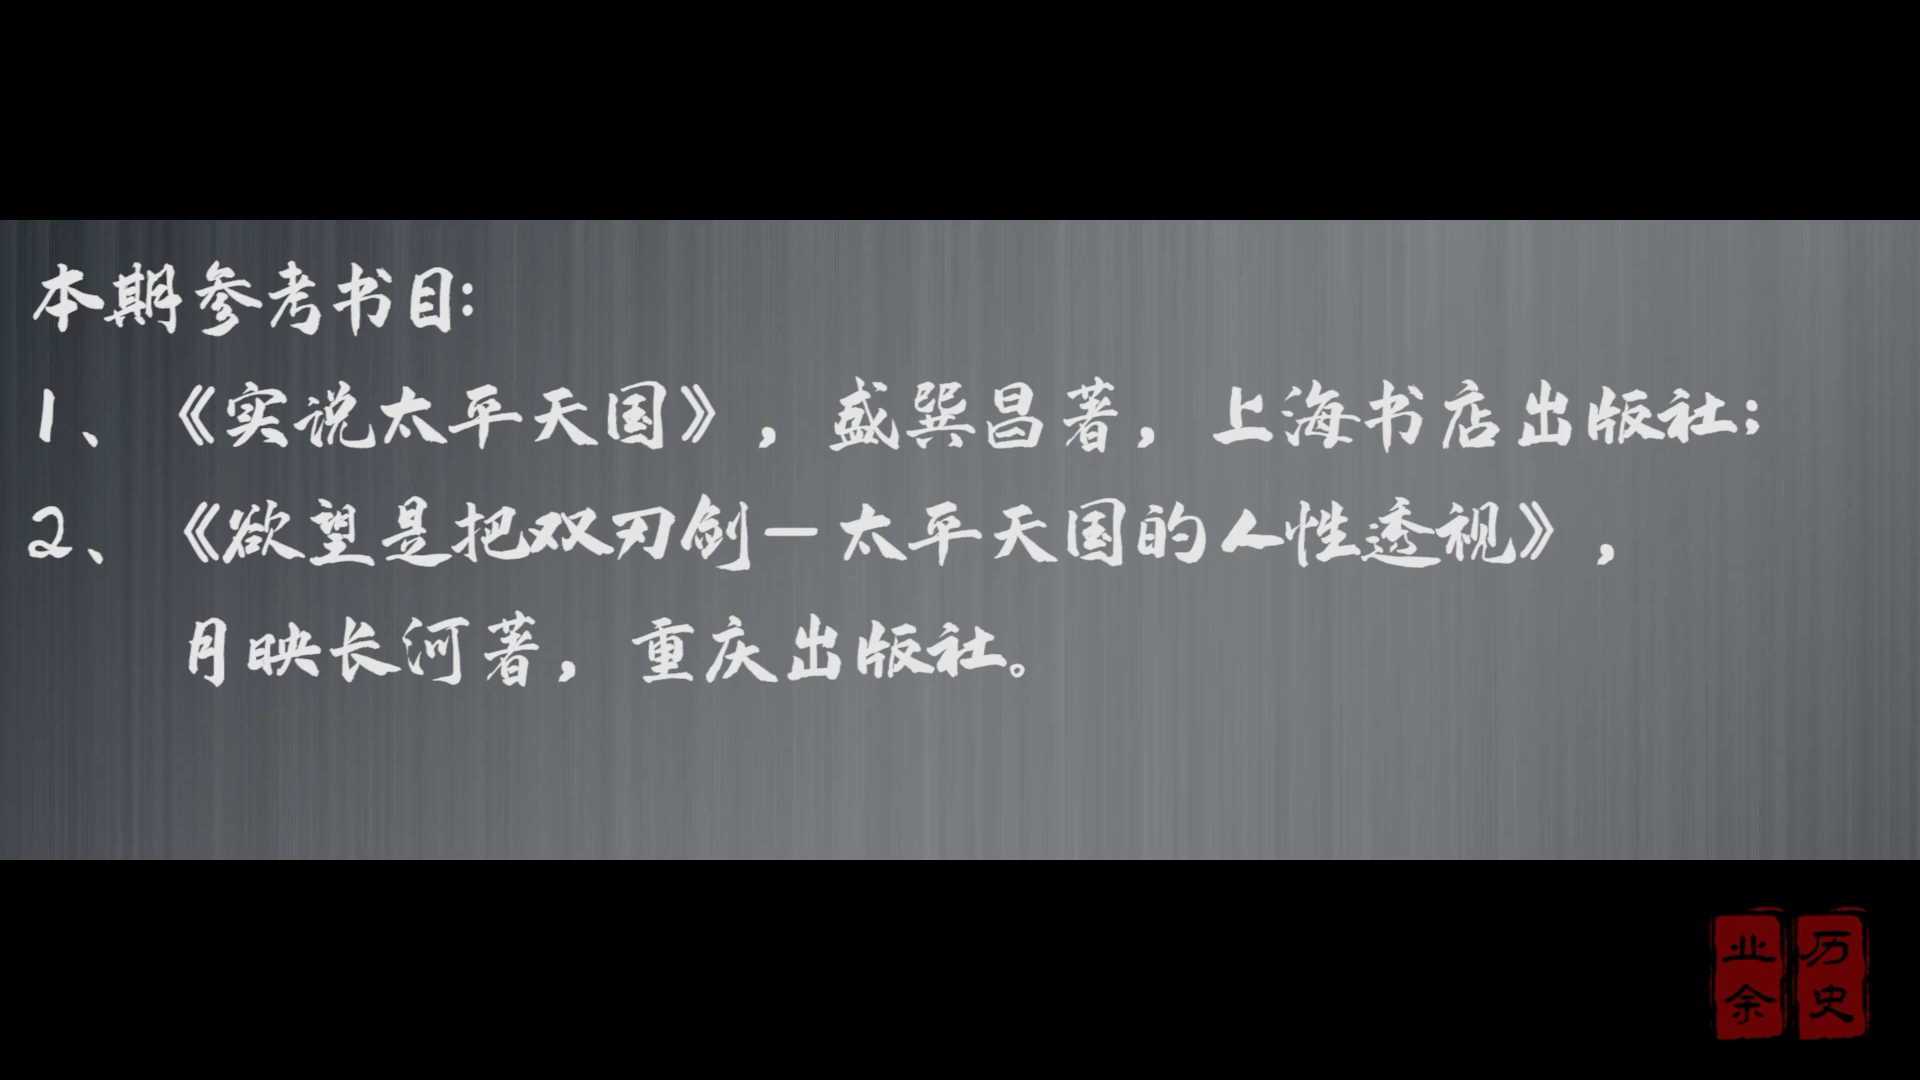 本期参考书目:
1、《实说太平天国》,盛巽昌著,上海书店出版社;
2、《欲望是把双刃剑—太平天国的人性透视》,
月映长河著,重庆出版社。
业余
历史